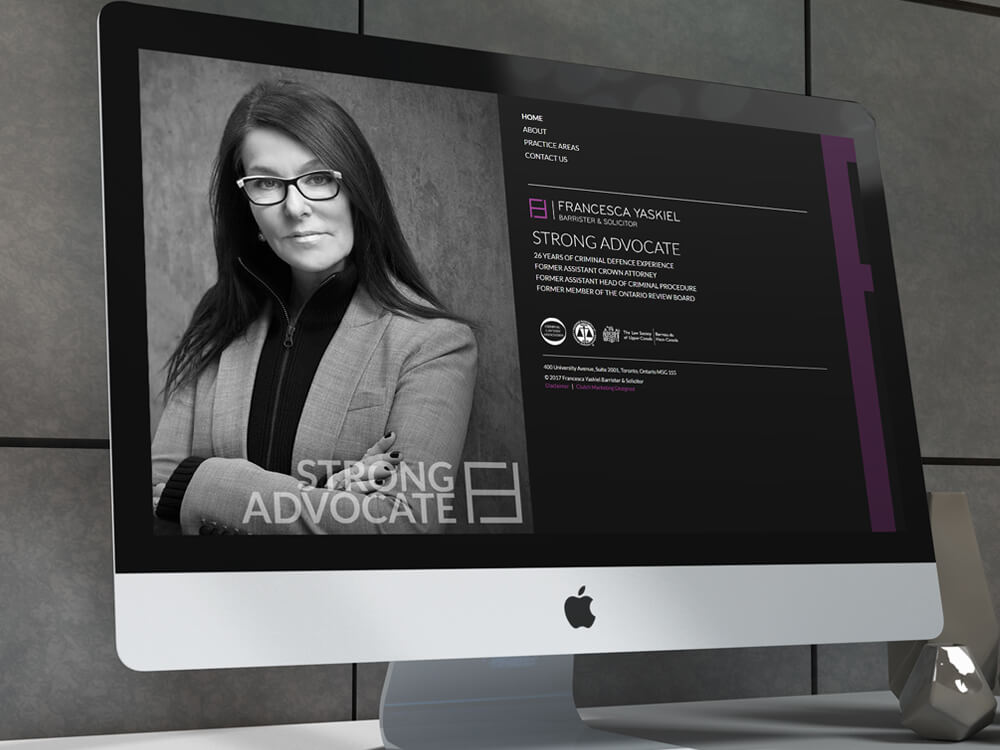 HOME
ABOUT
PRACTICE AREAS
CONTACT US
FRANCESCA YASKIEL
BARRISTER & SOLICITOR
STRONG ADVOCATE
26 YEARS OF CRIMINAL DEFENCE EXPERIENCE
FORMER ASSISTANT CROWN ATTORNEY
FORMER ASSISTANT HEAD OF CRIMINAL PROCEDURE
FORMER MEMBER OF THE ONTARIO REVIEW BOARD
The Law Society Barreau du
of Upper Canada Haut-Canada
400 University Avenue, Suite 2001, Toronto, Ontario M5G 1S5
© 2017 Francesca Yaskiel Barrister & Solicitor
Disclaimer | Clutch Marketing Designed
STRONG
ADVOCATE